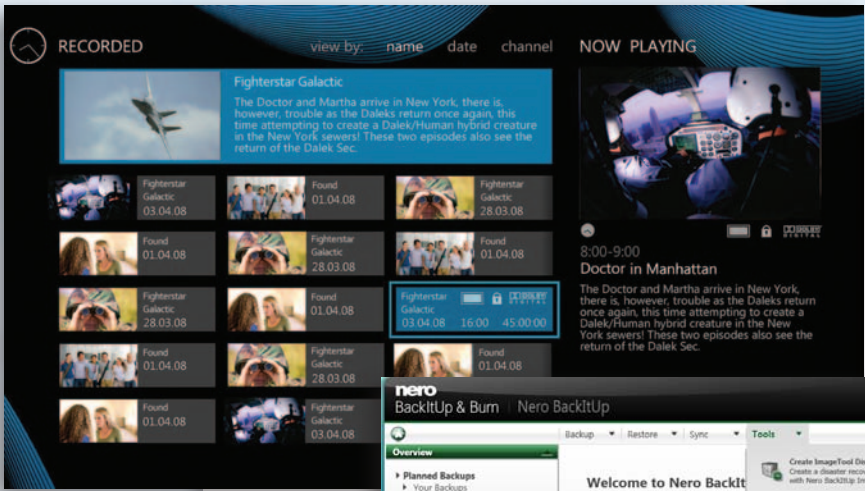 RECORDED
view by: name date channel
NOW PLAYING
Fighterstar Galactic
The Doctor and Martha arrive in New York, there is,
however, trouble as the Daleks return once again, this
time attempting to create a Dalek/Human hybrid creature
in the New York sewers! These two episodes also see the
return of the Dalek Sec.
Fighterstar
Galactic
03.04.08
Found
01.04.08
Fighterstar
Galactic
28.03.08
Found
01.04.08
Fighterstar
Galactic
28.03.08
Found
01.04.08
Fighterstar
Galactic
28.03.08
Found
01.04.08
Fighterstar
Galactic
DOLBY
DIGITAL
03.04.08 16:00 45:00:00
Found
01.04.08
Fighterstar
Galactic
28.03.08
Found
01.04.08
Found
01.04.08
Fighterstar
Galactic
03.04.08
DOLBY
DIGITAL
8:00-9:00
Doctor in Manhattan
The Doctor and Martha arrive in New York,
there is, however, trouble as the Daleks return
once again, this time attempting to create a
Dalek/Human hybrid creature in the New
York sewers! These two episodes also see the
return of the Dalek Sec.
nero
BackItUp & Burn Nero BackItUp
Backup Restore Sync Tools
Overview
Planned Backups
Your Backups
Welcome to Nero BackIt
Create ImageTool Dis
Create a disaster recov
with Nero BackItUp I